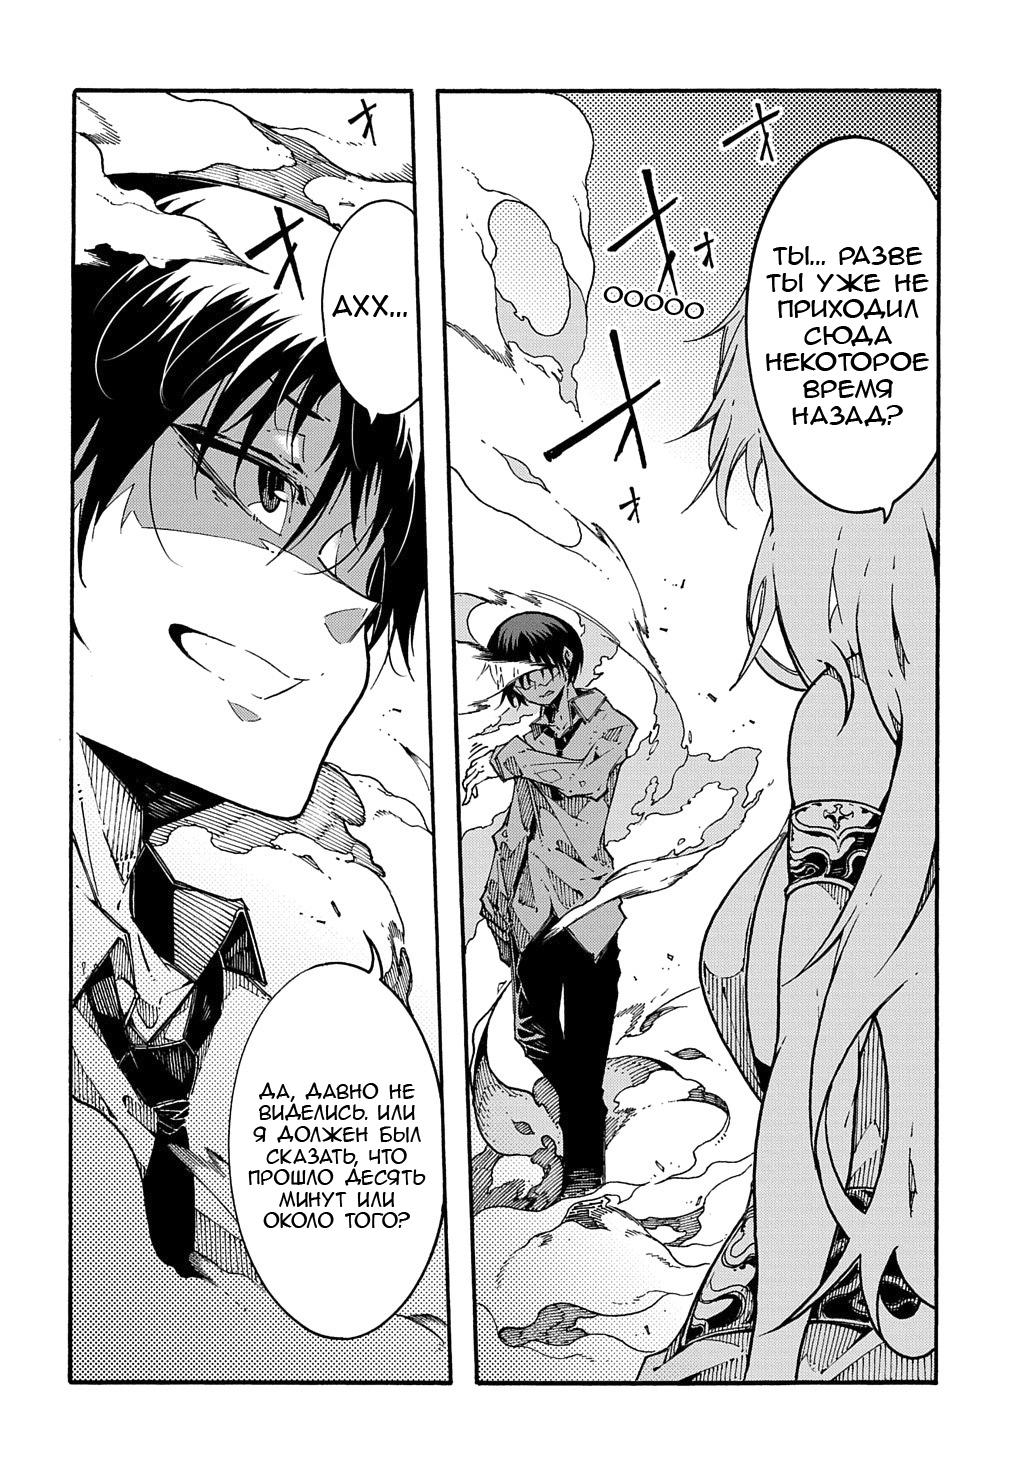 ТЫ... РАЗВЕ
ТЫ УЖЕ НЕ
ПРИХОДИЛ
СЮДА
НЕКОТОРОЕ
ВРЕМЯ
НАЗАД?
АХХ...
ДА, ДАВНО НЕ
ВИДЕЛИСЬ. ИЛИ
Я ДОЛЖЕН БЫЛ
СКАЗАТЬ, ЧТО
ПРОШЛО ДЕСЯТЬ
МИНУТ ИЛИ
ОКОЛО ТОГО?